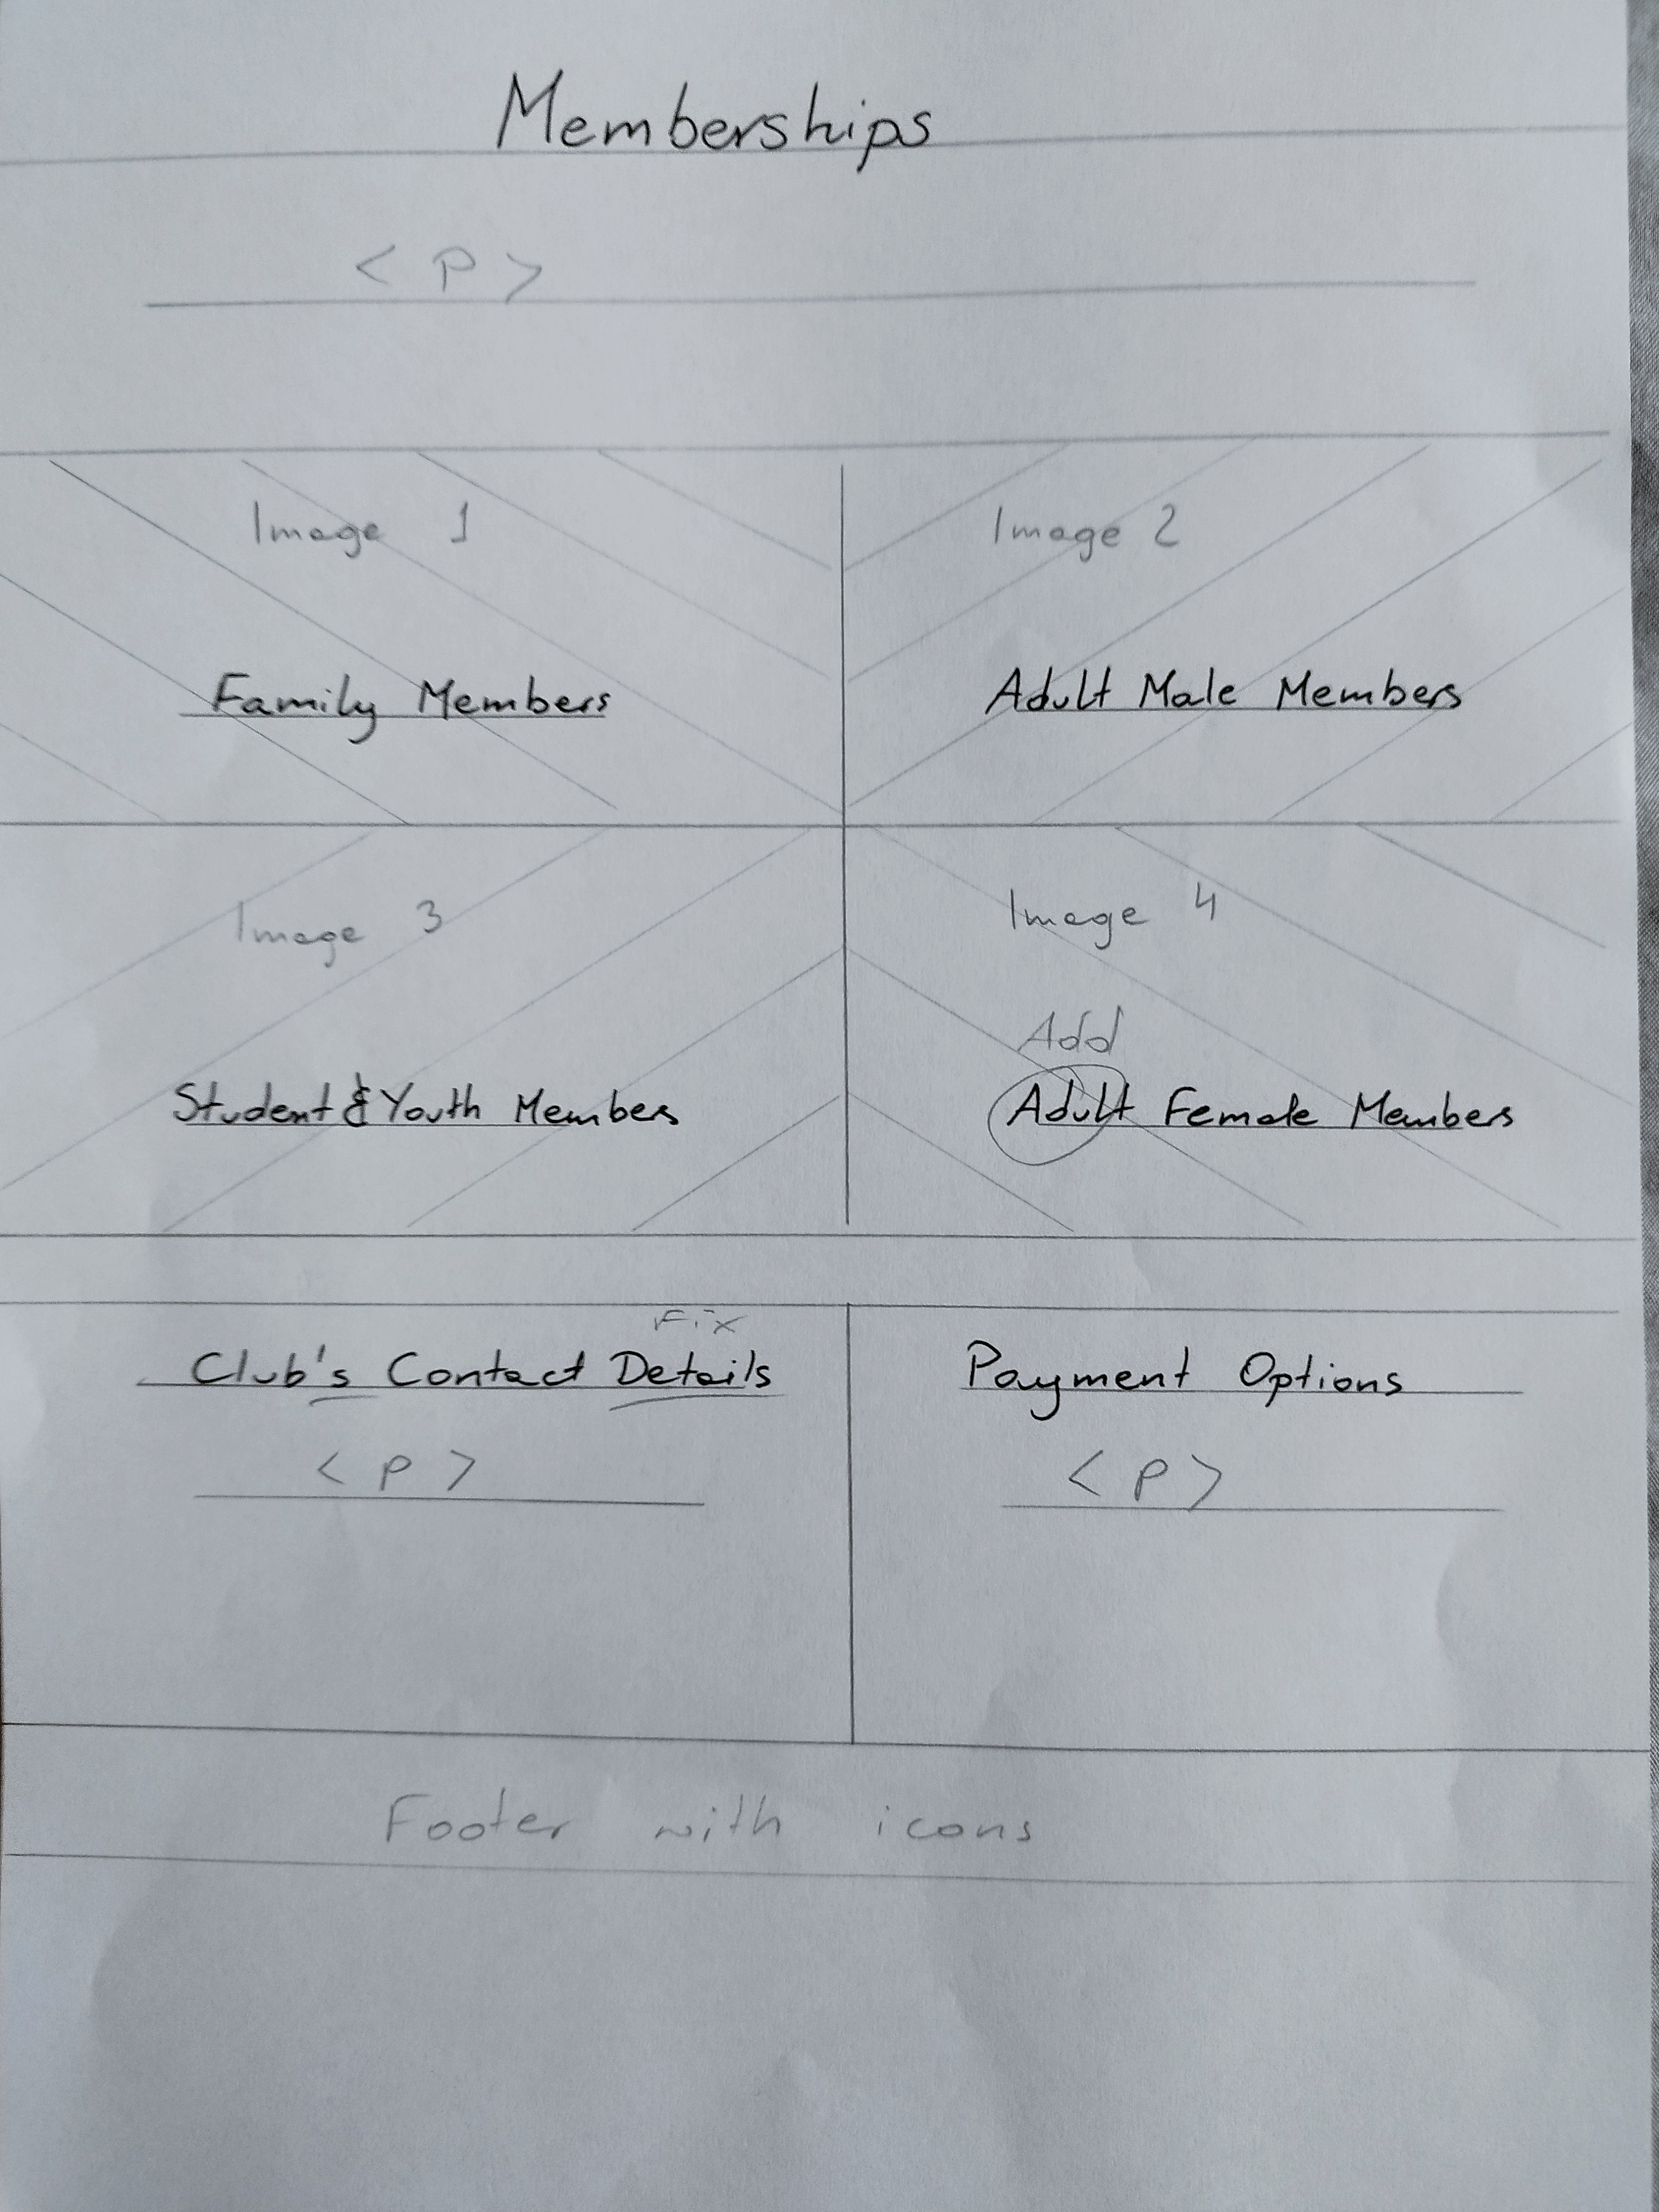 Memberships
< P >
Image 1
Image 2
Family Members
Adult Male Members
Image 3
Image 4
Add
Student & Youth Members
Adult Female Members
Fix
Club's Contact Details
Payment Options
< P >
< P >
Footer with icons